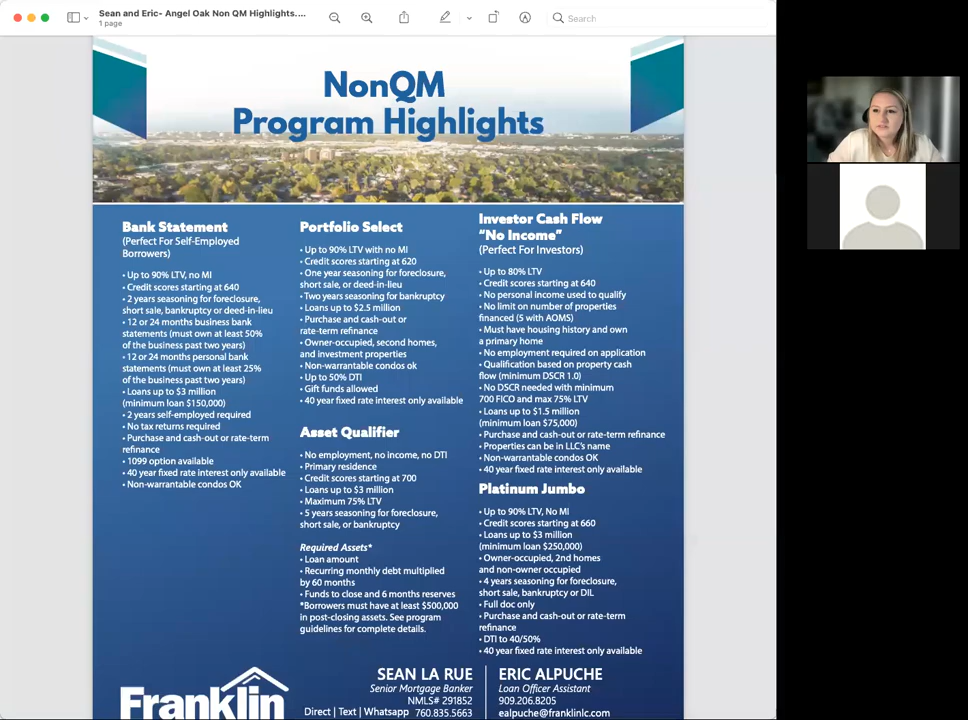 Sean and Eric- Angel Oak Non QM Highlights....
1 page
Search
NonQM
Program Highlights
Bank Statement
(Perfect For Self-Employed
Borrowers)
• Up to 90% LTV, no MI
• Credit scores starting at 640
• 2 years seasoning for foreclosure,
short sale, bankruptcy or deed-in-lieu
• 12 or 24 months business bank
statements (must own at least 50%
of the business past two years)
• 12 or 24 months personal bank
statements (must own at least 25%
of the business past two years)
• Loans up to $3 million
(minimum loan $150,000)
• 2 years self-employed required
• No tax returns required
• Purchase and cash-out or rate-term
refinance
• 1099 option available
• 40 year fixed rate interest only available
• Non-warrantable condos OK
Portfolio Select
• Up to 90% LTV with no MI
• Credit scores starting at 620
• One year seasoning for foreclosure,
short sale, or deed-in-lieu
• Two years seasoning for bankruptcy
• Loans up to $2.5 million
• Purchase and cash-out or
rate-term refinance
• Owner-occupied, second homes,
and investment properties
• Non-warrantable condos ok
• Up to 50% DTI
• Gift funds allowed
• 40 year fixed rate interest only available
Asset Qualifier
• No employment, no income, no DTI
• Primary residence
• Credit scores starting at 700
• Loans up to $3 million
• Maximum 75% LTV
• 5 years seasoning for foreclosure,
short sale, or bankruptcy
Required Assets*
• Loan amount
• Recurring monthly debt multiplied
by 60 months
• Funds to close and 6 months reserves
*Borrowers must have at least $500,000
in post-closing assets. See program
guidelines for complete details.
Investor Cash Flow
“No Income”
(Perfect For Investors)
• Up to 80% LTV
• Credit scores starting at 640
• No personal income used to qualify
• No limit on number of properties
financed (5 with AOMS)
• Must have housing history and own
a primary home
• No employment required on application
• Qualification based on property cash
flow (minimum DSCR 1.0)
• No DSCR needed with minimum
700 FICO and max 75% LTV
• Loans up to $1.5 million
(minimum loan $75,000)
• Purchase and cash-out or rate-term refinance
• Properties can be in LLC's name
• Non-warrantable condos OK
• 40 year fixed rate interest only available
Platinum Jumbo
• Up to 90% LTV, No MI
• Credit scores starting at 660
• Loans up to $3 million
(minimum loan $250,000)
• Owner-occupied, 2nd homes
and non-owner occupied
• 4 years seasoning for foreclosure,
short sale, bankruptcy or DIL
• Full doc only
• Purchase and cash-out or rate-term
refinance
• DTI to 40/50%
• 40 year fixed rate interest only available
Franklin
SEAN LA RUE
Senior Mortgage Banker
NMLS# 291852
Direct | Text | Whatsapp 760.835.5663
ERIC ALPUCHE
Loan Officer Assistant
909.206.8205
ealpuche@franklinlc.com